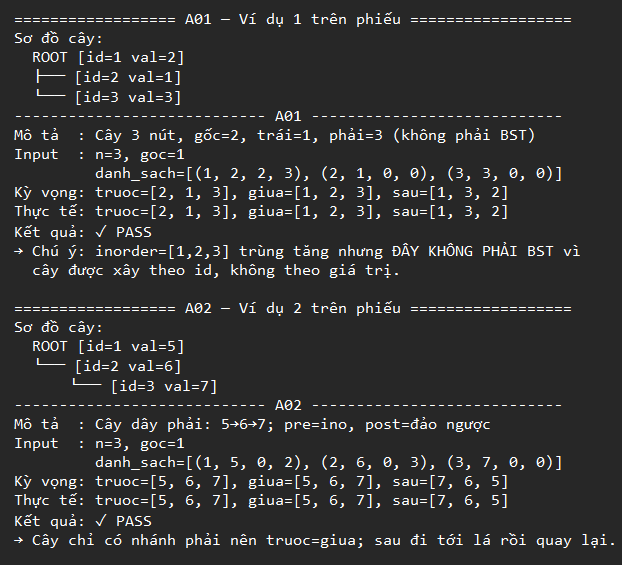 ================== A01 — Ví dụ 1 trên phiếu ==================
Sơ đồ cây:
  ROOT [id=1 val=2]
  ├── [id=2 val=1]
  └── [id=3 val=3]
---------------------------- A01 ----------------------------
Mô tả  : Cây 3 nút, gốc=2, trái=1, phải=3 (không phải BST)
Input  : n=3, goc=1
         danh_sach=[(1, 2, 2, 3), (2, 1, 0, 0), (3, 3, 0, 0)]
Kỳ vọng: truoc=[2, 1, 3], giua=[1, 2, 3], sau=[1, 3, 2]
Thực tế: truoc=[2, 1, 3], giua=[1, 2, 3], sau=[1, 3, 2]
Kết quả: ✓ PASS
→ Chú ý: inorder=[1,2,3] trùng tăng nhưng ĐÂY KHÔNG PHẢI BST vì
  cây được xây theo id, không theo giá trị.

================== A02 — Ví dụ 2 trên phiếu ==================
Sơ đồ cây:
  ROOT [id=1 val=5]
  └── [id=2 val=6]
      └── [id=3 val=7]
---------------------------- A02 ----------------------------
Mô tả  : Cây dây phải: 5→6→7; pre=ino, post=đảo ngược
Input  : n=3, goc=1
         danh_sach=[(1, 5, 0, 2), (2, 6, 0, 3), (3, 7, 0, 0)]
Kỳ vọng: truoc=[5, 6, 7], giua=[5, 6, 7], sau=[7, 6, 5]
Thực tế: truoc=[5, 6, 7], giua=[5, 6, 7], sau=[7, 6, 5]
Kết quả: ✓ PASS
→ Cây chỉ có nhánh phải nên truoc=giua; sau đi tới lá rồi quay lại.